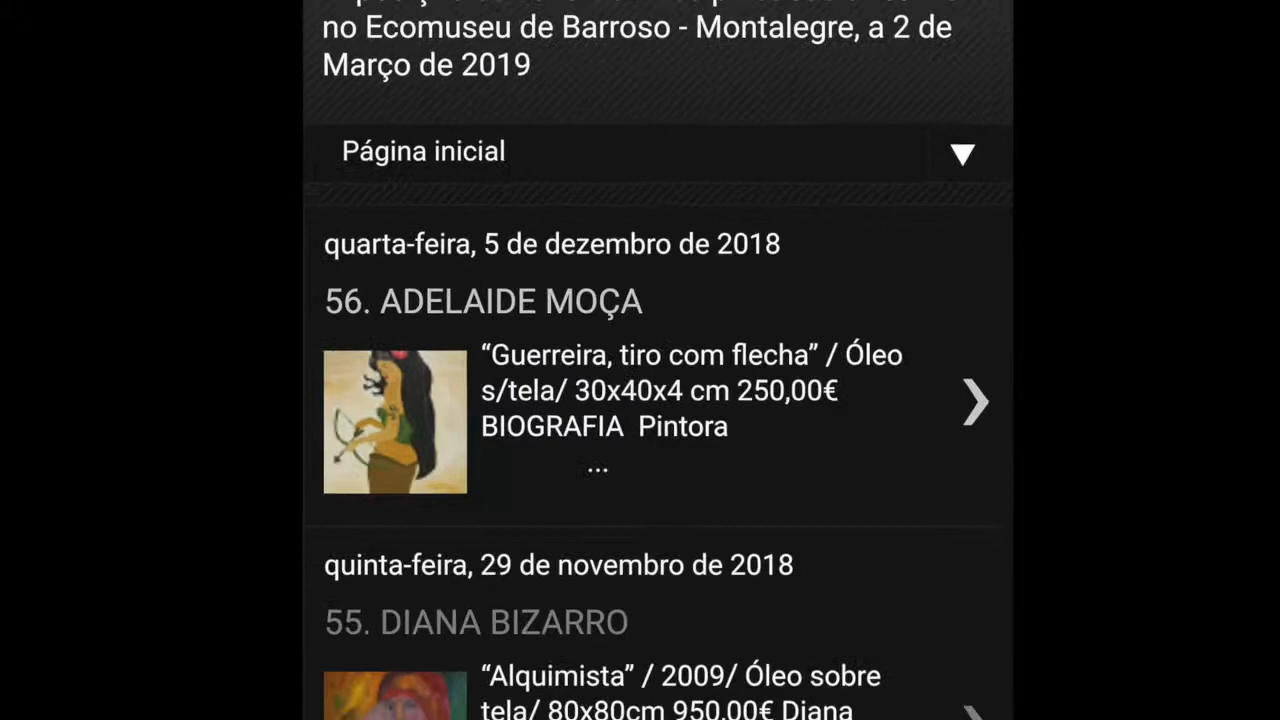 no Ecomuseu de Barroso - Montalegre, a 2 de
Março de 2019
Página inicial
quarta-feira, 5 de dezembro de 2018
56. ADELAIDE MOÇA
“Guerreira, tiro com flecha” / Óleo
s/tela/ 30x40x4 cm 250,00€
BIOGRAFIA  Pintora
...
quinta-feira, 29 de novembro de 2018
55. DIANA BIZARRO
“Alquimista” / 2009/ Óleo sobre
tela/ 80x80cm 950,00€ Diana